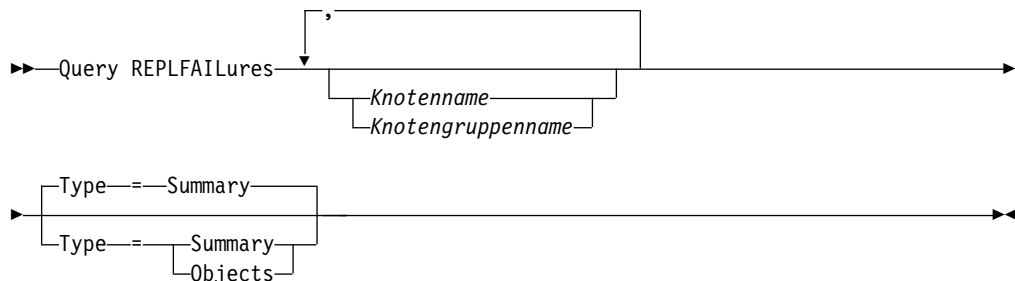 ,
Query REPLFAILures
Knotenname
Knotengruppenname
Type = Summary
Type = Summary
Objects